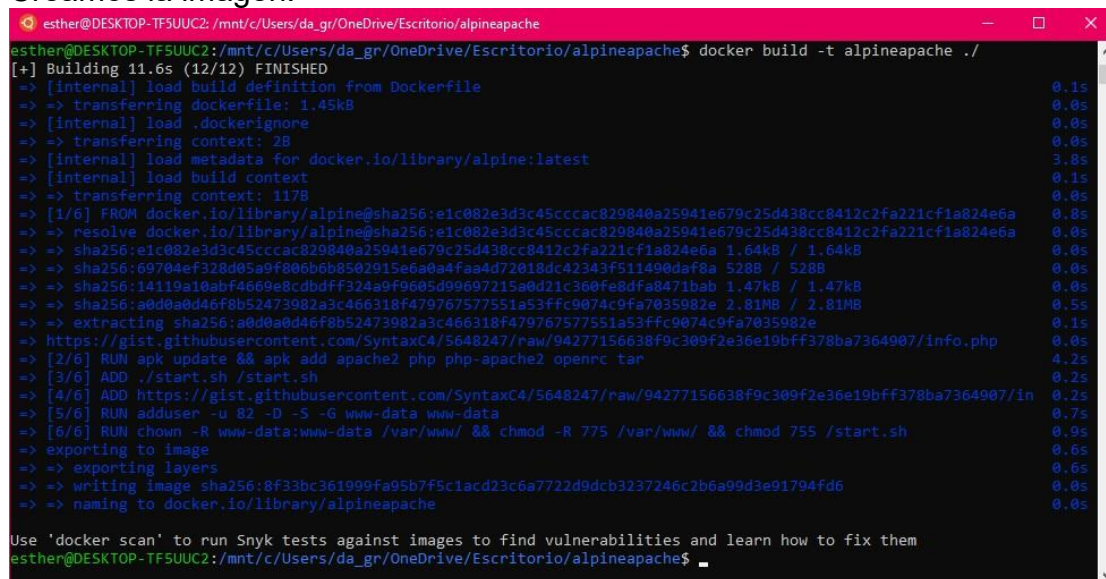 Creamos la imagen:
esther@DESKTOP-TF5UUC2: /mnt/c/Users/da_gr/OneDrive/Escritorio/alpineapache
esther@DESKTOP-TF5UUC2:/mnt/c/Users/da_gr/OneDrive/Escritorio/alpineapache$ docker build -t alpineapache ./
[+] Building 11.6s (12/12) FINISHED
=> [internal] load build definition from Dockerfile 0.1s
=> => transferring dockerfile: 1.45kB 0.0s
=> [internal] load .dockerignore 0.0s
=> => transferring context: 2B 0.0s
=> [internal] load metadata for docker.io/library/alpine:latest 3.8s
=> [internal] load build context 0.1s
=> => transferring context: 117B 0.0s
=> [1/6] FROM docker.io/library/alpine@sha256:e1c082e3d3c45cccac829840a25941e679c25d438cc8412c2fa221cf1a824e6a 0.8s
=> => resolve docker.io/library/alpine@sha256:e1c082e3d3c45cccac829840a25941e679c25d438cc8412c2fa221cf1a824e6a 0.0s
=> => sha256:e1c082e3d3c45cccac829840a25941e679c25d438cc8412c2fa221cf1a824e6a 1.64kB / 1.64kB 0.0s
=> => sha256:69704ef328d05a9f806b6b8502915e6a0a4faa4d72018dc42343f511490daf8a 528B / 528B 0.0s
=> => sha256:14119a10abf4669e8cdbdff324a9f9605d99697215a0d21c360fe8dfa8471bab 1.47kB / 1.47kB 0.0s
=> => sha256:a0d0a0d46f8b52473982a3c466318f479767577551a53ffc9074c9fa7035982e 2.81MB / 2.81MB 0.5s
=> => extracting sha256:a0d0a0d46f8b52473982a3c466318f479767577551a53ffc9074c9fa7035982e 0.1s
=> https://gist.githubusercontent.com/SyntaxC4/5648247/raw/94277156638f9c309f2e36e19bff378ba7364907/info.php 0.0s
=> [2/6] RUN apk update && apk add apache2 php php-apache2 openrc tar 4.2s
=> [3/6] ADD ./start.sh /start.sh 0.2s
=> [4/6] ADD https://gist.githubusercontent.com/SyntaxC4/5648247/raw/94277156638f9c309f2e36e19bff378ba7364907/in 0.2s
=> [5/6] RUN adduser -u 82 -D -S -G www-data www-data 0.7s
=> [6/6] RUN chown -R www-data:www-data /var/www/ && chmod -R 775 /var/www/ && chmod 755 /start.sh 0.9s
=> exporting to image 0.6s
=> => exporting layers 0.6s
=> => writing image sha256:8f33bc361999fa95b7f5c1acd23c6a7722d9dcb3237246c2b6a99d3e91794fd6 0.0s
=> => naming to docker.io/library/alpineapache 0.0s
Use 'docker scan' to run Snyk tests against images to find vulnerabilities and learn how to fix them
esther@DESKTOP-TF5UUC2:/mnt/c/Users/da_gr/OneDrive/Escritorio/alpineapache$